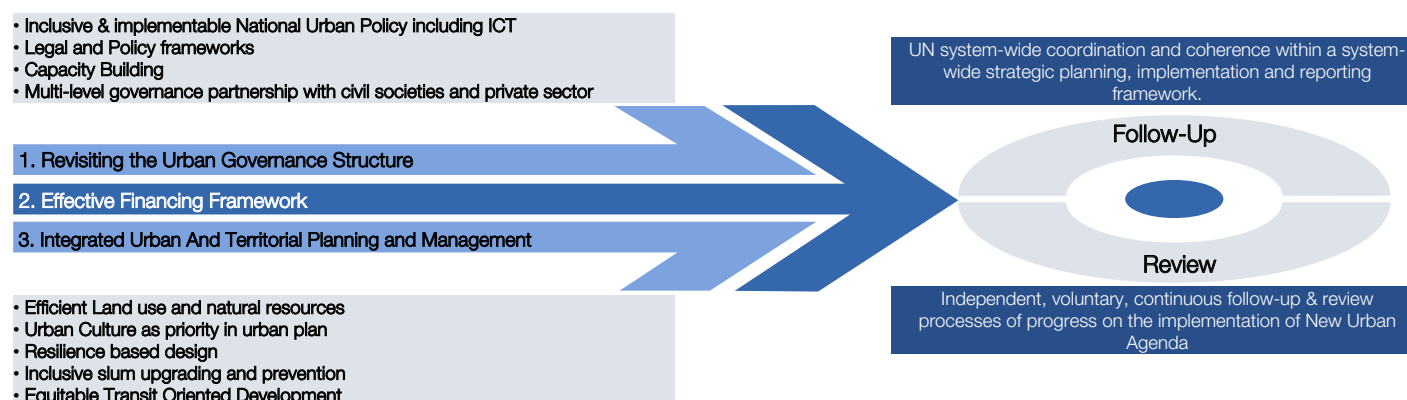 • Inclusive & implementable National Urban Policy including ICT
• Legal and Policy frameworks
• Capacity Building
• Multi-level governance partnership with civil societies and private sector
1. Revisiting the Urban Governance Structure
2. Effective Financing Framework
3. Integrated Urban And Territorial Planning and Management
• Efficient Land use and natural resources
• Urban Culture as priority in urban plan
• Resilience based design
• Inclusive slum upgrading and prevention
• Equitable Transit Oriented Development
UN system-wide coordination and coherence within a system-
wide strategic planning, implementation and reporting
framework.
Follow-Up
Review
Independent, voluntary, continuous follow-up & review
processes of progress on the implementation of New Urban
Agenda